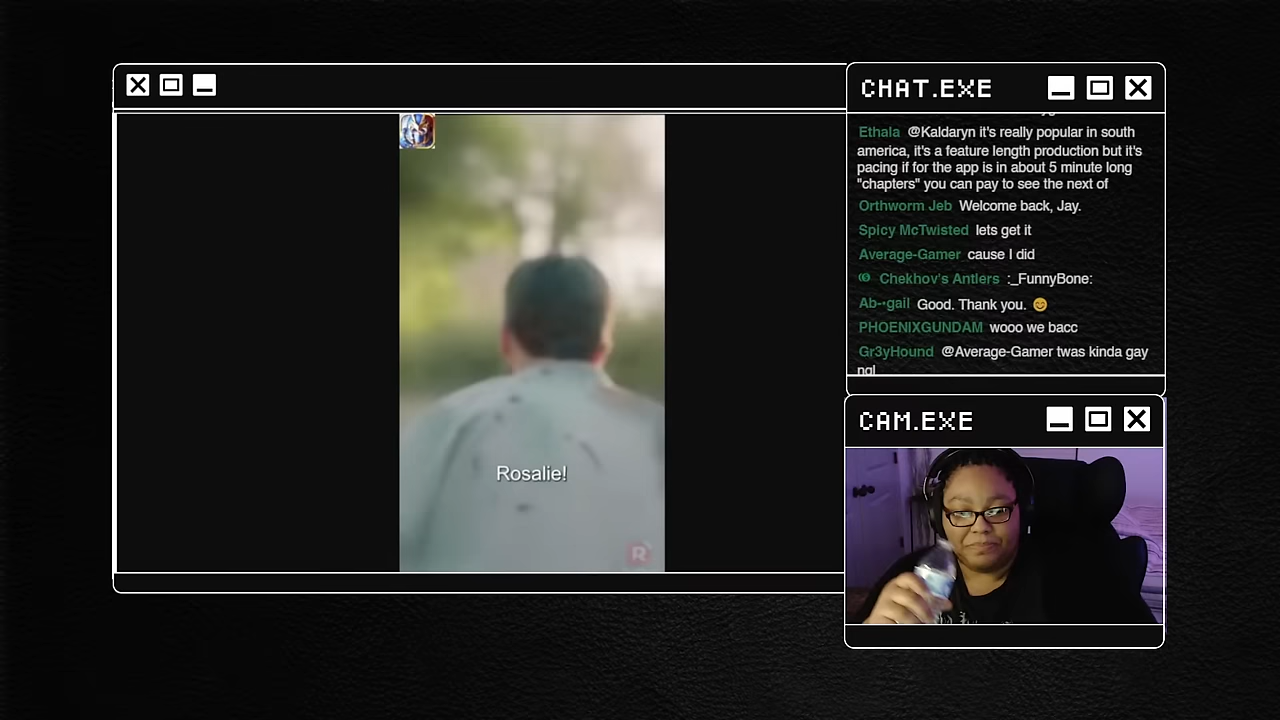 CHAT.EXE
Ethala @Kaldaryn it's really popular in south
america, it's a feature length production but it's
pacing if for the app is in about 5 minute long
"chapters" you can pay to see the next of
Orthworm Jeb Welcome back, Jay.
Spicy McTwisted lets get it
Average-Gamer cause I did
Chekhov's Antlers :_FunnyBone:
Ab-•gail Good. Thank you. 😊
PHOENIXGUNDAM wooo we bacc
Gr3yHound @Average-Gamer twas kinda gay
ngl
CAM.EXE
Rosalie!
R